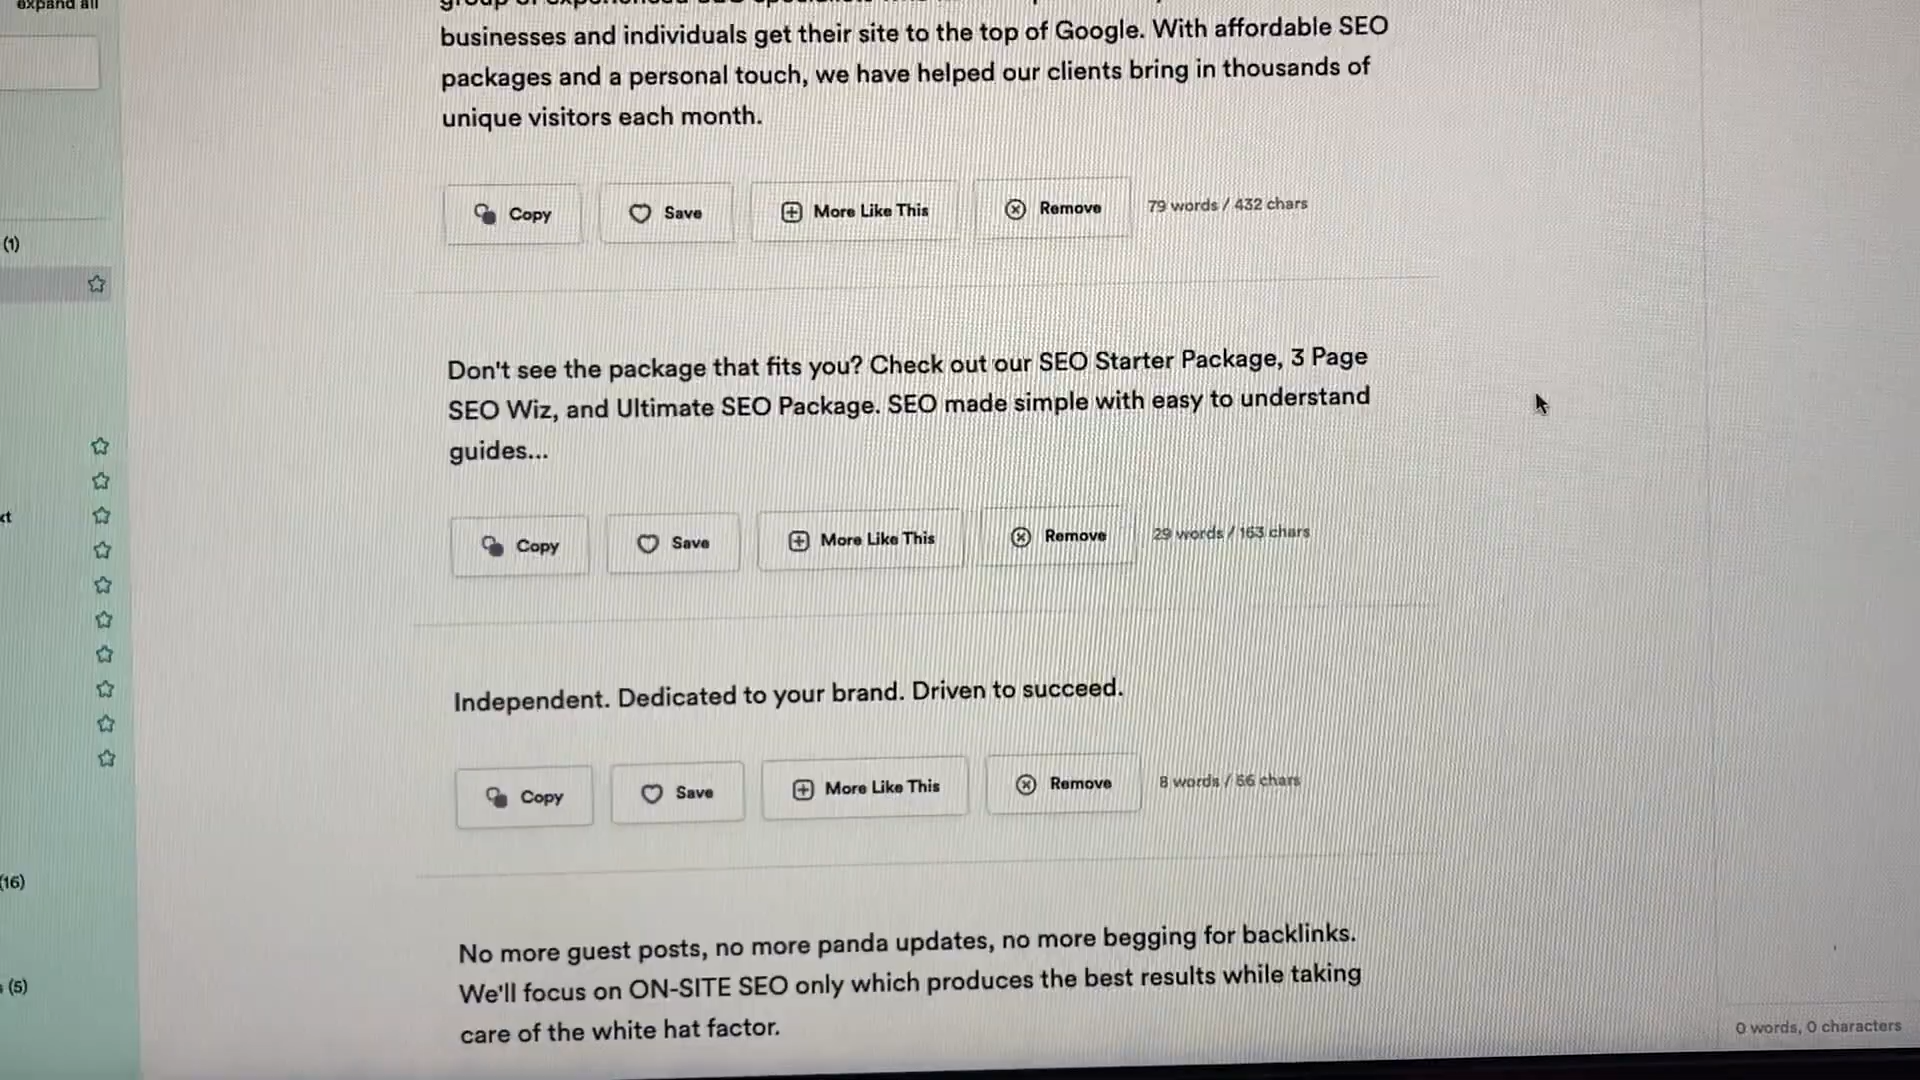 expand all
businesses and individuals get their site to the top of Google. With affordable SEO
packages and a personal touch, we have helped our clients bring in thousands of
unique visitors each month.
Copy Save More Like This Remove 79 words / 432 chars
(1)
Don't see the package that fits you? Check out our SEO Starter Package, 3 Page
SEO Wiz, and Ultimate SEO Package. SEO made simple with easy to understand
guides...
Copy Save More Like This Remove 29 words / 163 chars
Independent. Dedicated to your brand. Driven to succeed.
Copy Save More Like This Remove 8 words / 56 chars
(16)
No more guest posts, no more panda updates, no more begging for backlinks.
We'll focus on ON-SITE SEO only which produces the best results while taking
care of the white hat factor.
(5)
0 words, 0 characters